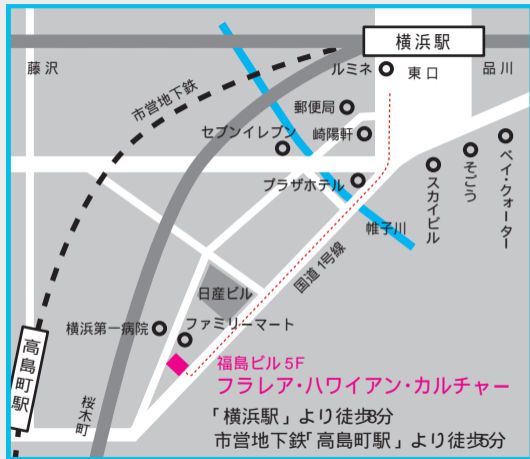 横浜駅
藤沢
ルミネ
東口
品川
市営地下鉄
郵便局
セブンイレブン
崎陽軒
プラザホテル
スカイビル
そごう
ベイ・クォーター
帷子川
国道1号線
日産ビル
横浜第一病院
ファミリーマート
高島町駅
桜木町
福島ビル5F
フラレア・ハワイアン・カルチャー
「横浜駅」より徒歩8分
市営地下鉄「高島町駅」より徒歩5分